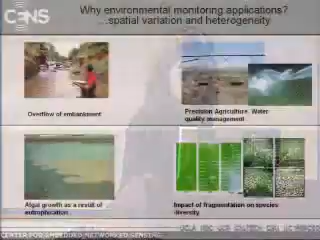 CENS
Why environmental monitoring applications?
...spatial variation and heterogeneity
Overflow of embankment
Precision Agriculture. Water
quality management
Algal growth as a result of
eutrophication
Impact of fragmentation on species
diversity
CENTER FOR EMBEDDED NETWORKED SENSING